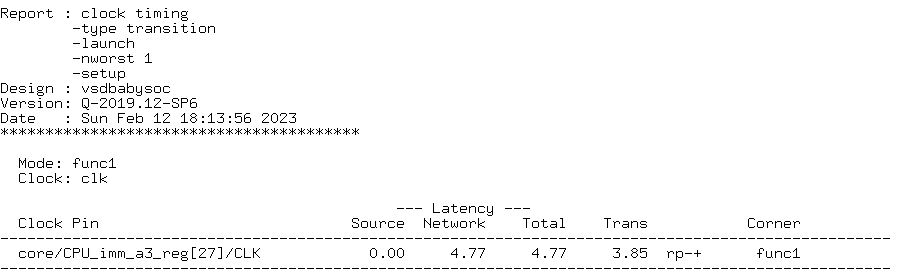 Report : clock timing
        -type transition
        -launch
        -nworst 1
        -setup
Design : vsdbabysoc
Version: Q-2019.12-SP6
Date   : Sun Feb 12 18:13:56 2023
****************************************
  Mode: func1
  Clock: clk
                                            --- Latency ---
  Clock Pin                            Source  Network    Total    Trans           Corner
---------------------------------------------------------------------------------------------------
  core/CPU_imm_a3_reg[27]/CLK            0.00     4.77     4.77     3.85  rp-+      func1
---------------------------------------------------------------------------------------------------